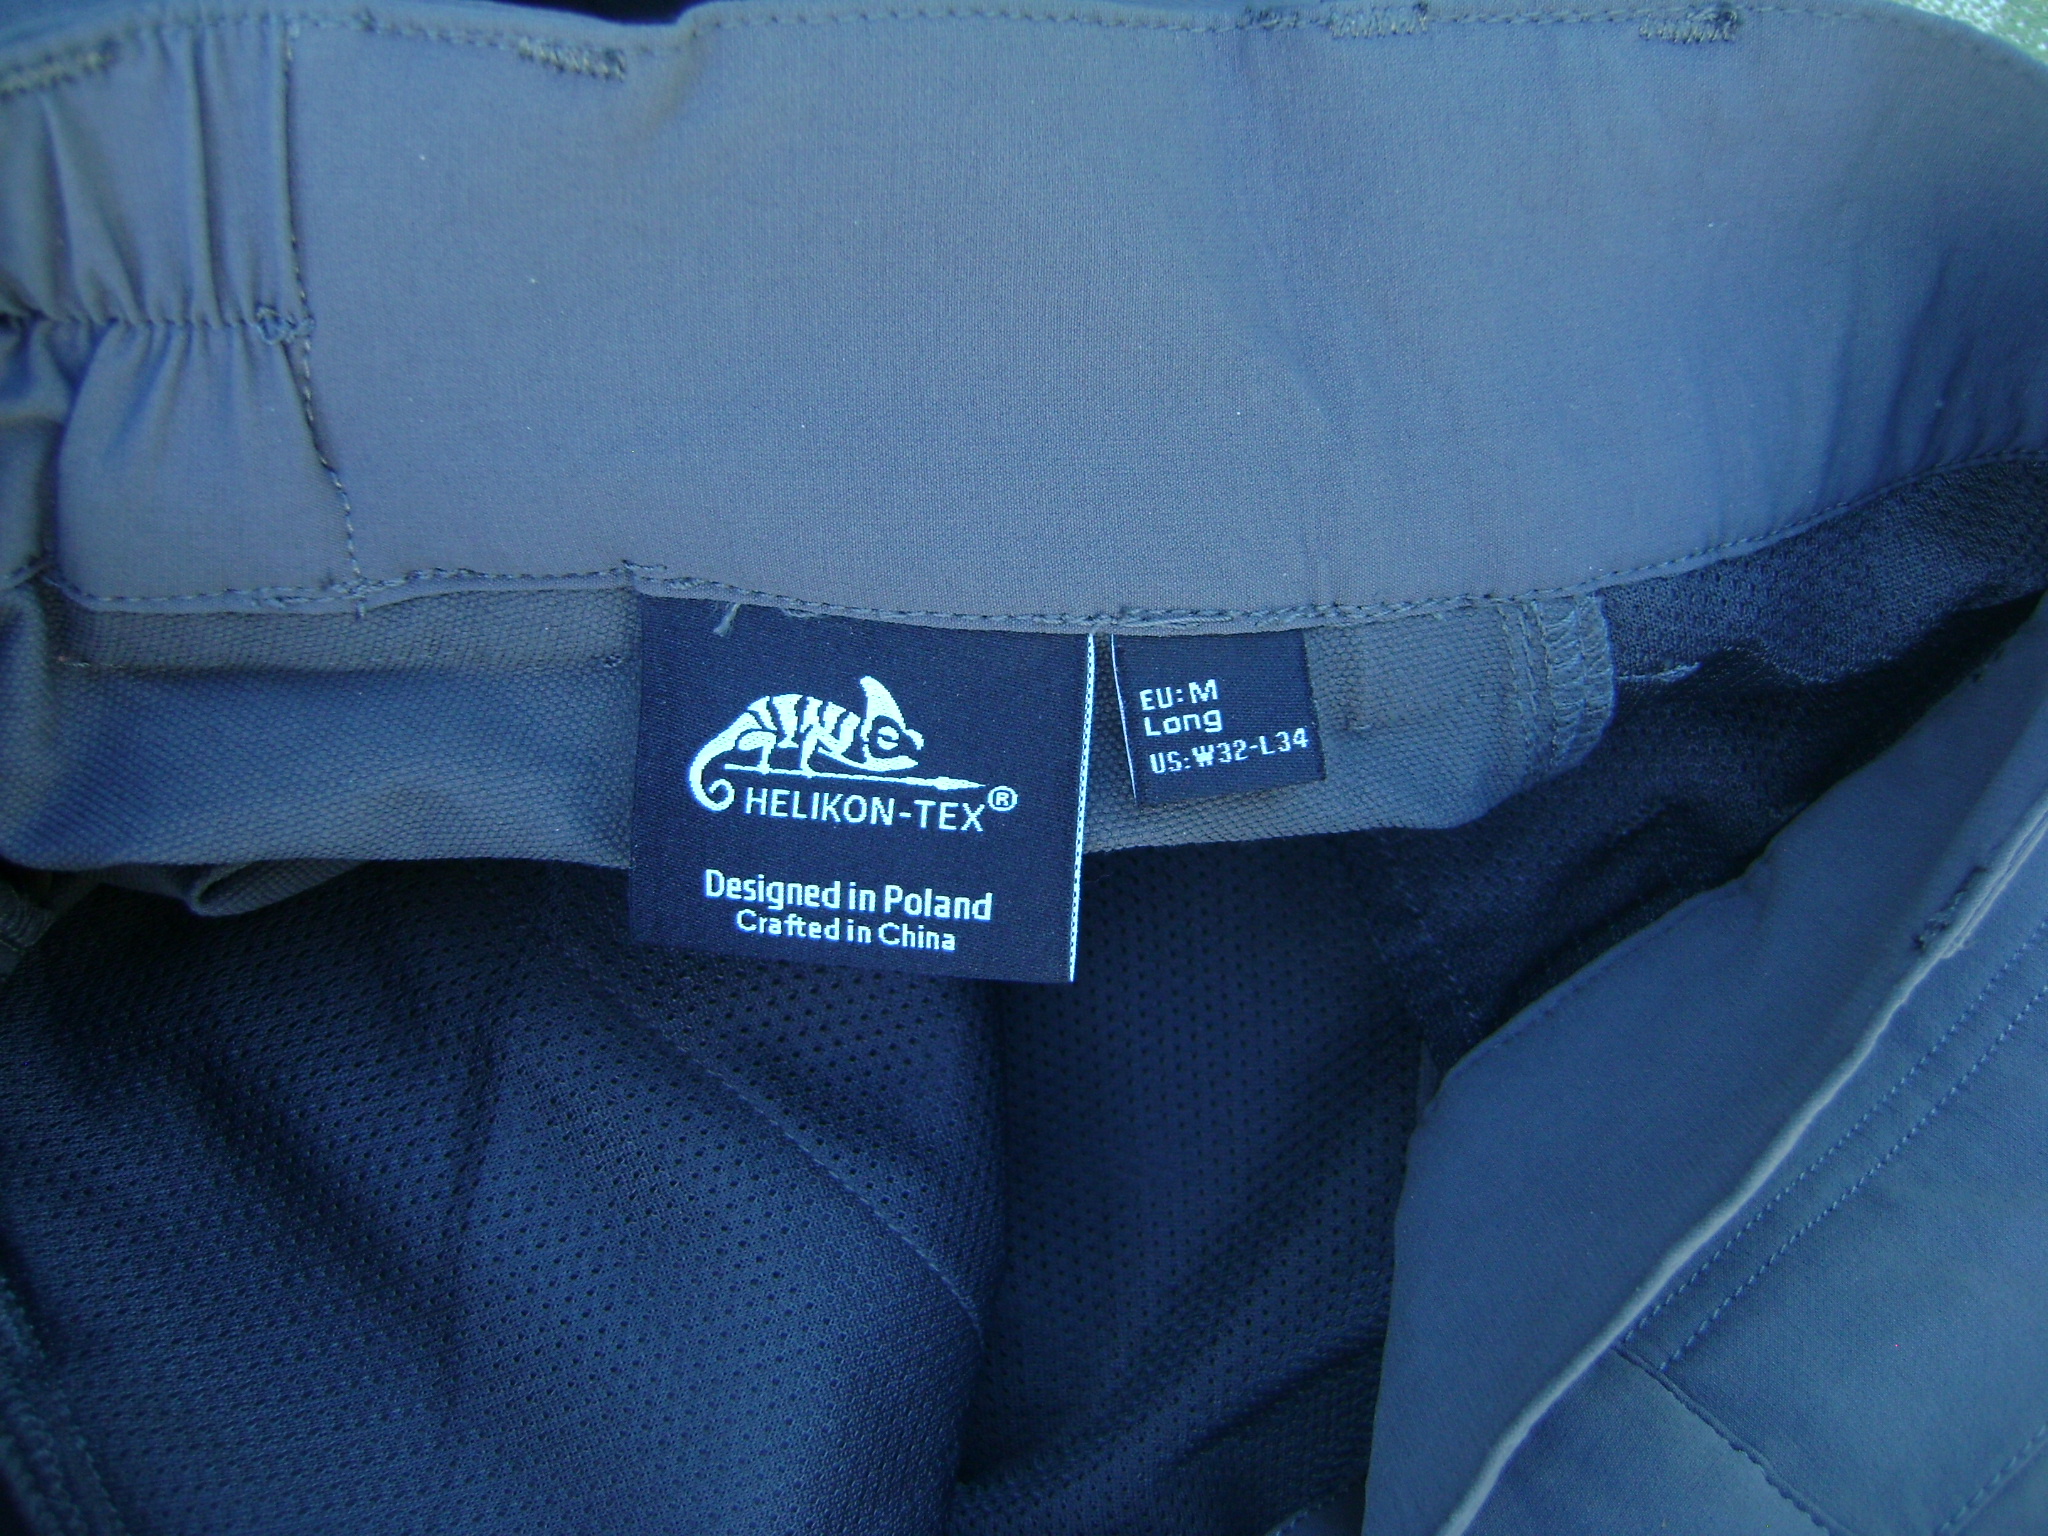 HELIKON-TEX®
Designed in Poland
Crafted in China
EU: M
Long
US: W32-L34